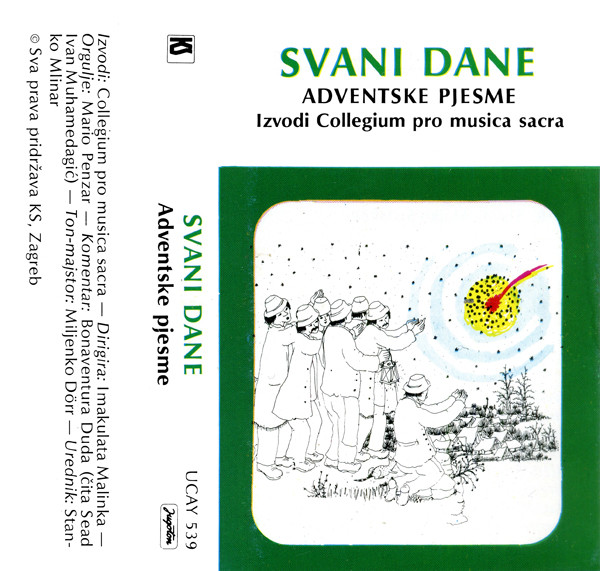 SVANI DANE
ADVENTSKE PJESME
Izvodi Collegium pro musica sacra
KS
SVANI DANE
Adventske pjesme
UCAY 539
Jugoton
Izvodi: Collegium pro musica sacra — Dirigira: Imakulata Malinka —
Orgulje: Mario Penzar — Komentar: Bonaventura Duda (čita Sead
Ivan Muhamedagić) — Ton-majstor: Miljenko Dörr — Urednik: Stan-
ko Mlinar
© Sva prava pridržava KS, Zagreb